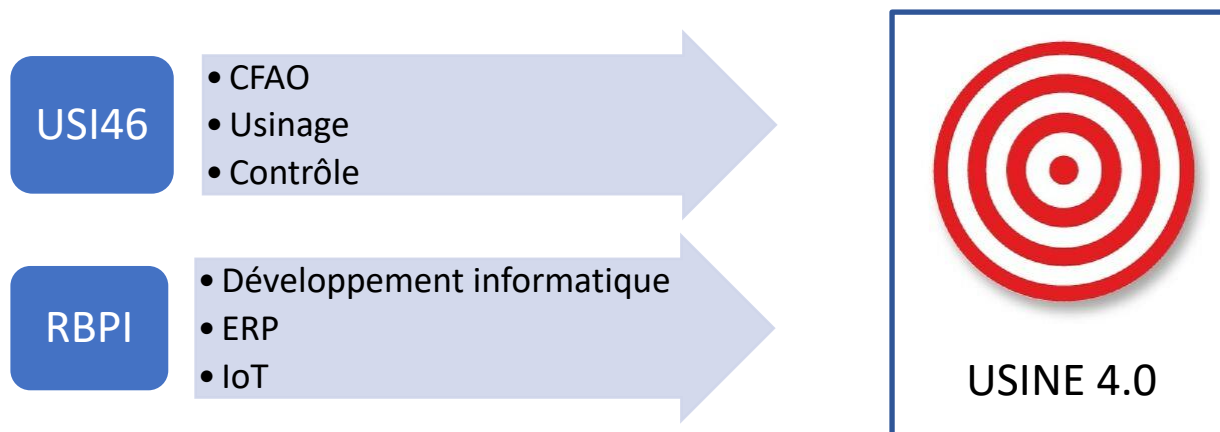 USI46
• CFAO
• Usinage
• Contrôle
RBPI
• Développement informatique
• ERP
• IoT
USINE 4.0